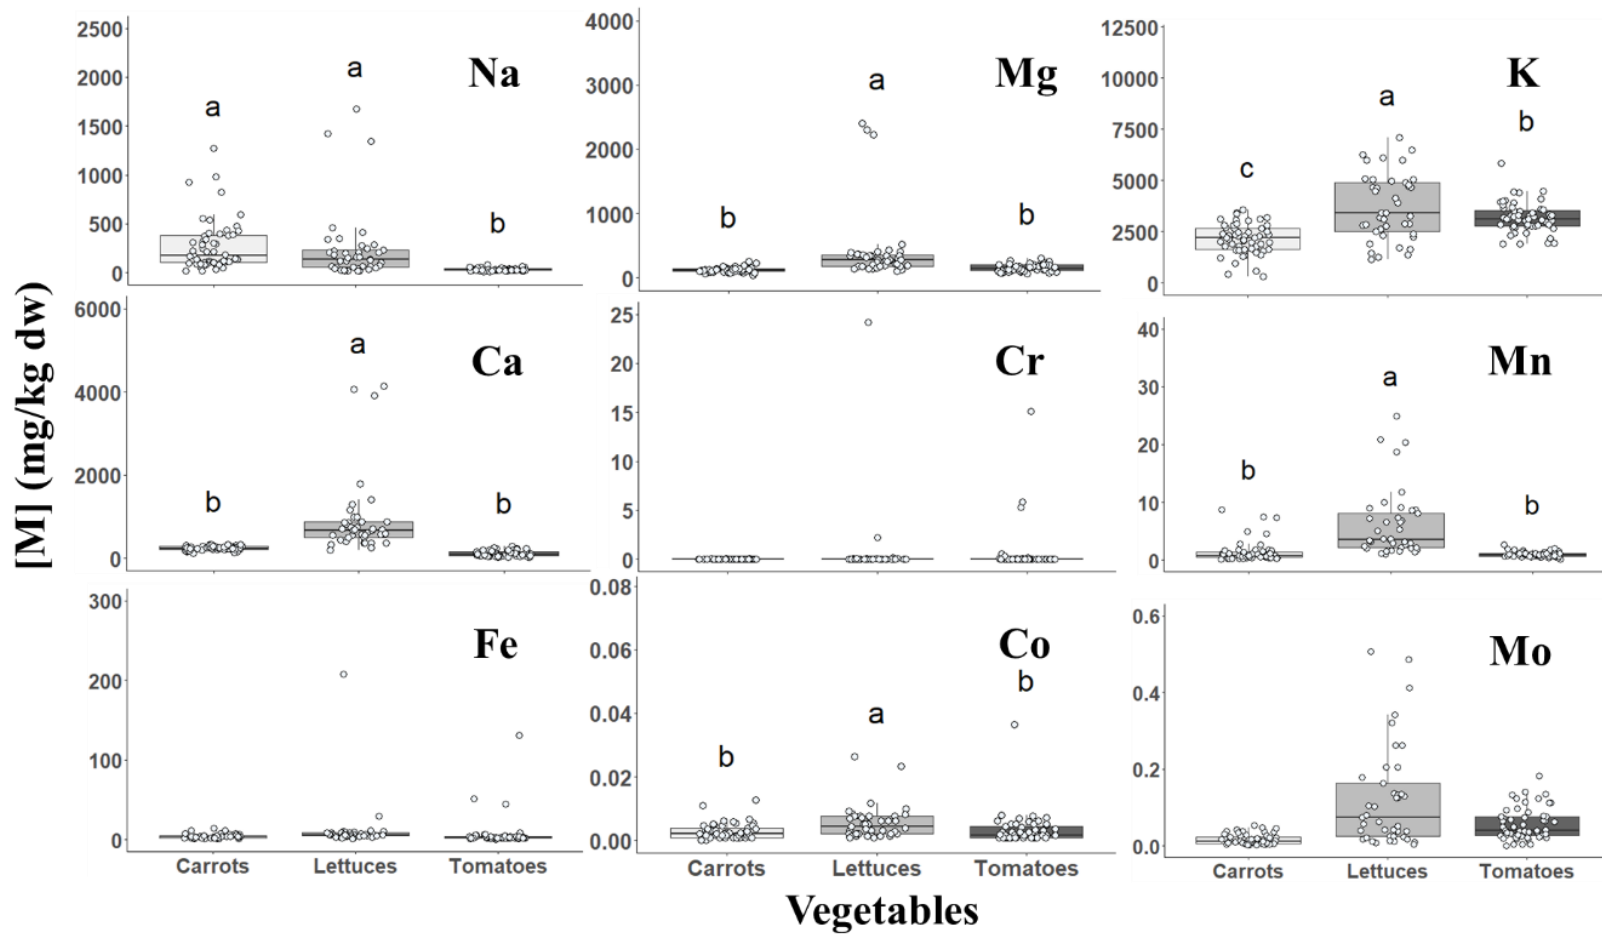 [M] (mg/kg dw)
2500
2000
1500
1000
500
0
a
a
b
Na
4000
3000
2000
1000
0
b
a
b
Mg
12500
10000
7500
5000
2500
0
c
a
b
K
6000
4000
2000
0
b
a
b
Ca
25
20
15
10
5
0
Cr
40
30
20
10
0
b
a
b
Mn
300
200
100
0
Fe
Carrots Lettuces Tomatoes
0.08
0.06
0.04
0.02
0.00
b
a
b
Co
Carrots Lettuces Tomatoes
0.6
0.4
0.2
0.0
Mo
Carrots Lettuces Tomatoes
Vegetables